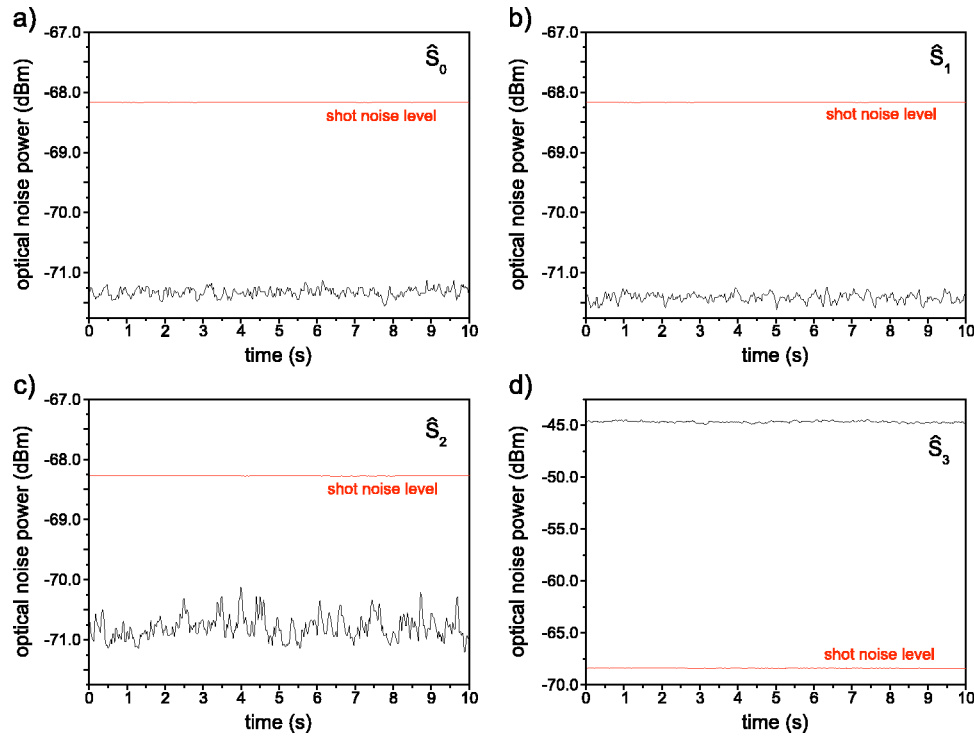 a)
Ŝ0
optical noise power (dBm)
-67.0
-68.0
-69.0
-70.0
-71.0
shot noise level
0 1 2 3 4 5 6 7 8 9 10
time (s)
b)
Ŝ1
optical noise power (dBm)
-67.0
-68.0
-69.0
-70.0
-71.0
shot noise level
0 1 2 3 4 5 6 7 8 9 10
time (s)
c)
Ŝ2
optical noise power (dBm)
-67.0
-68.0
-69.0
-70.0
-71.0
shot noise level
0 1 2 3 4 5 6 7 8 9 10
time (s)
d)
Ŝ3
optical noise power (dBm)
-45.0
-50.0
-55.0
-60.0
-65.0
-70.0
shot noise level
0 1 2 3 4 5 6 7 8 9 10
time (s)